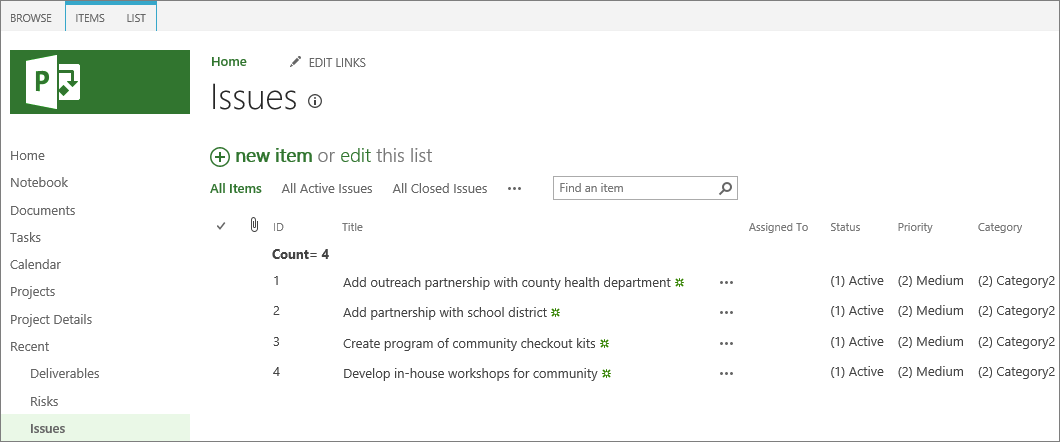 BROWSE ITEMS LIST
P
Home EDIT LINKS
Issues
new item or edit this list
All Items All Active Issues All Closed Issues ••• Find an item
Home
Notebook
Documents
Tasks
Calendar
Projects
Project Details
Recent
Deliverables
Risks
Issues
ID Title Assigned To Status Priority Category
Count= 4
1 Add outreach partnership with county health department ••• (1) Active (2) Medium (2) Category2
2 Add partnership with school district ••• (1) Active (2) Medium (2) Category2
3 Create program of community checkout kits ••• (1) Active (2) Medium (2) Category2
4 Develop in-house workshops for community ••• (1) Active (2) Medium (2) Category2